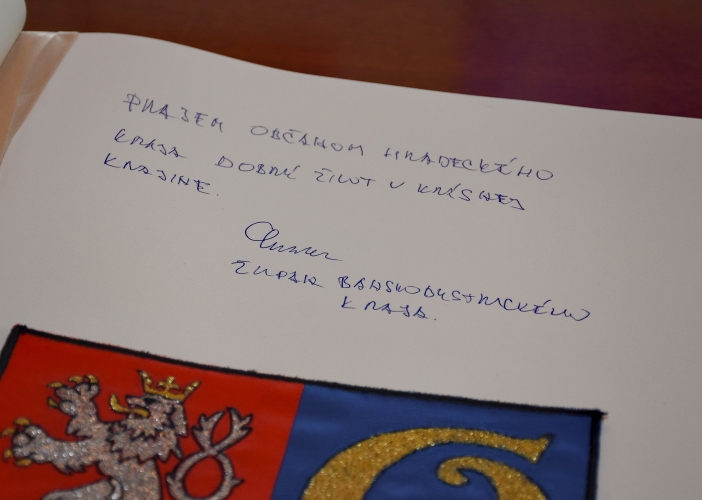 PRAJEM OBČANOM HRADECKÉHO
KRAJA DOBRÝ ŽIVOT V KRÁSNEJ
KRAJINE.
ŽUPAN BANSKOBYSTRICKÉHO
KRAJA.